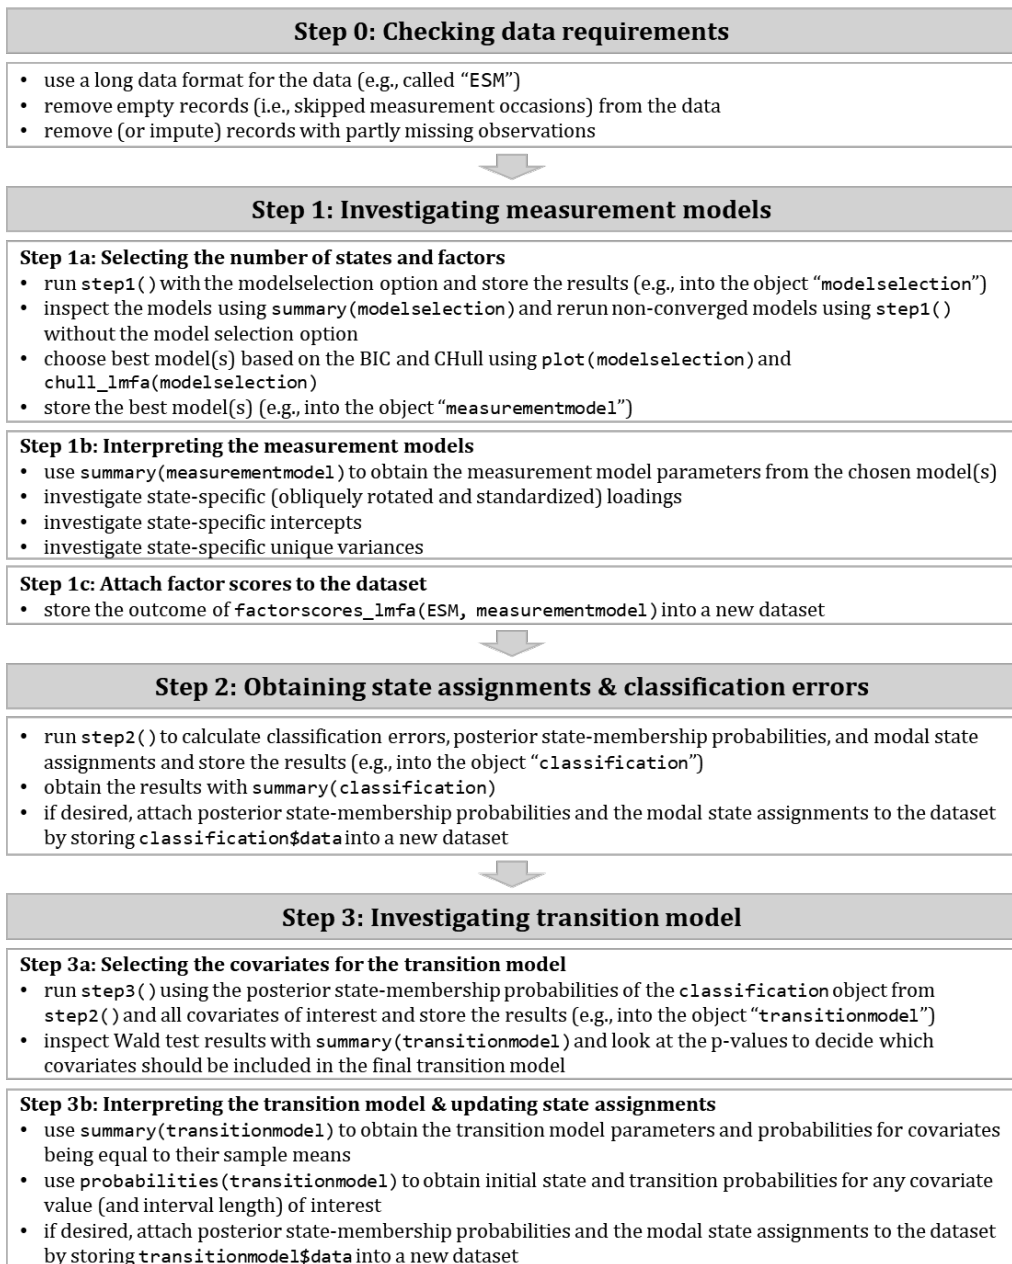 Step 0: Checking data requirements
• use a long data format for the data (e.g., called “ESM”)
• remove empty records (i.e., skipped measurement occasions) from the data
• remove (or impute) records with partly missing observations
Step 1: Investigating measurement models
Step 1a: Selecting the number of states and factors
• run step1() with the modelselection option and store the results (e.g., into the object “modelselection”)
• inspect the models using summary(modelselection) and rerun non-converged models using step1()
without the model selection option
• choose best model(s) based on the BIC and CHull using plot(modelselection) and
chull_lmfa(modelselection)
• store the best model(s) (e.g., into the object “measurementmodel”)
Step 1b: Interpreting the measurement models
• use summary(measurementmodel) to obtain the measurement model parameters from the chosen model(s)
• investigate state-specific (obliquely rotated and standardized) loadings
• investigate state-specific intercepts
• investigate state-specific unique variances
Step 1c: Attach factor scores to the dataset
• store the outcome of factorscores_lmfa(ESM, measurementmodel) into a new dataset
Step 2: Obtaining state assignments & classification errors
• run step2() to calculate classification errors, posterior state-membership probabilities, and modal state
assignments and store the results (e.g., into the object “classification”)
• obtain the results with summary(classification)
• if desired, attach posterior state-membership probabilities and the modal state assignments to the dataset
by storing classification$data into a new dataset
Step 3: Investigating transition model
Step 3a: Selecting the covariates for the transition model
• run step3() using the posterior state-membership probabilities of the classification object from
step2() and all covariates of interest and store the results (e.g., into the object “transitionmodel”)
• inspect Wald test results with summary(transitionmodel) and look at the p-values to decide which
covariates should be included in the final transition model
Step 3b: Interpreting the transition model & updating state assignments
• use summary(transitionmodel) to obtain the transition model parameters and probabilities for covariates
being equal to their sample means
• use probabilities(transitionmodel) to obtain initial state and transition probabilities for any covariate
value (and interval length) of interest
• if desired, attach posterior state-membership probabilities and the modal state assignments to the dataset
by storing transitionmodel$data into a new dataset